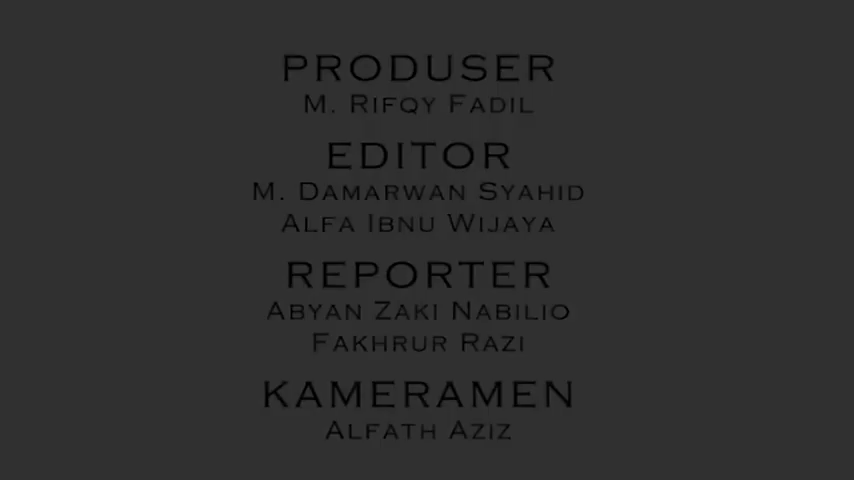 PRODUSER
M. RIFQY FADIL
EDITOR
M. DAMARWAN SYAHID
ALFA IBNU WIJAYA
REPORTER
ABYAN ZAKI NABILIO
FAKHRUR RAZI
KAMERAMEN
ALFATH AZIZ